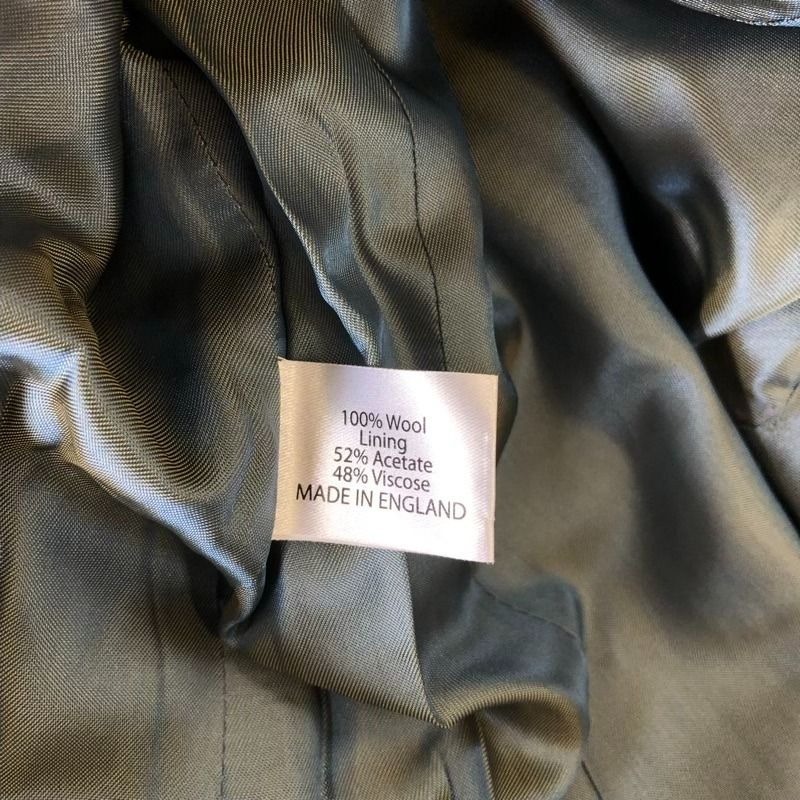 100% Wool
Lining
52% Acetate
48% Viscose
MADE IN ENGLAND